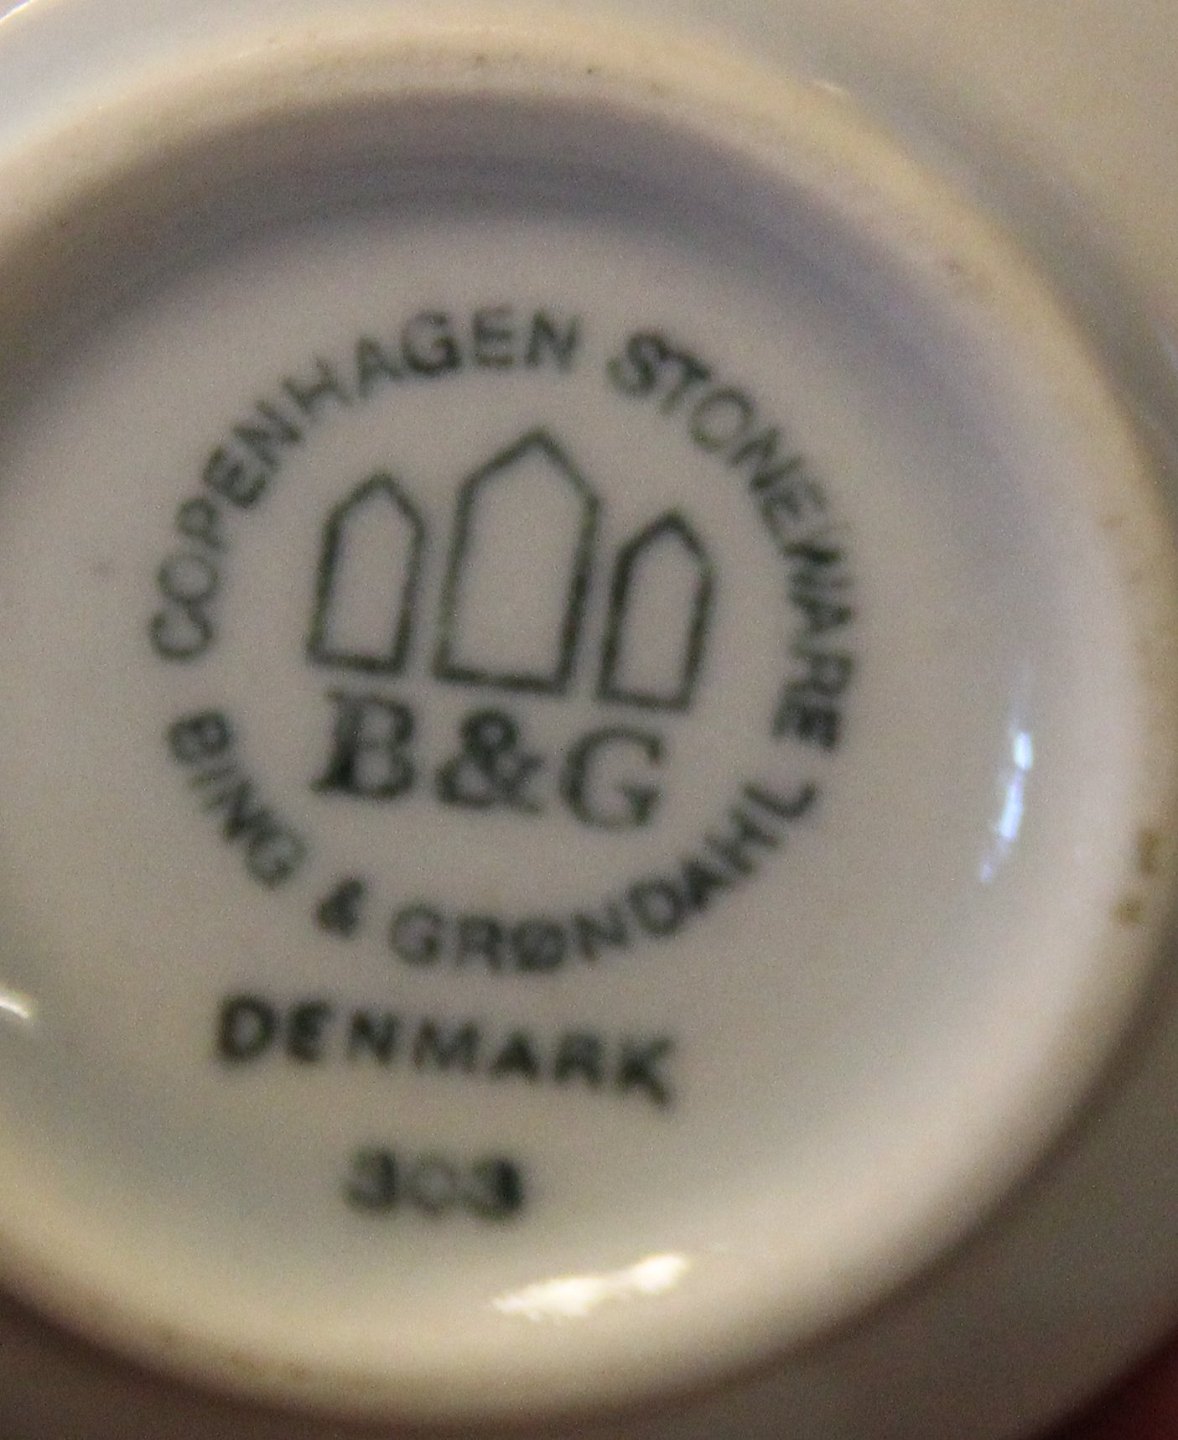 COPENHAGEN STONEWARE
B&G
BING & GRØNDAHL
DENMARK
303